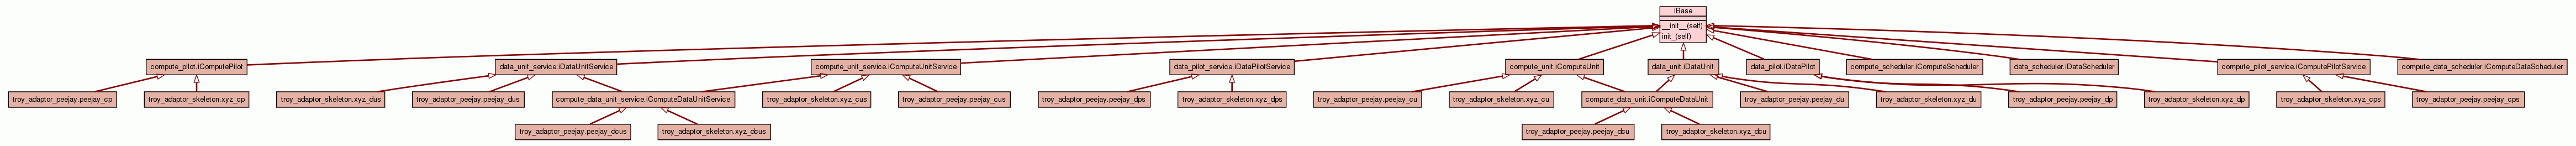 iBase
__init__(self)
init_(self)
compute_pilot.iComputePilot
data_unit_service.iDataUnitService
compute_unit_service.iComputeUnitService
data_pilot_service.iDataPilotService
compute_unit.iComputeUnit
data_unit.iDataUnit
data_pilot.iDataPilot
compute_scheduler.iComputeScheduler
data_scheduler.iDataScheduler
compute_pilot_service.iComputePilotService
compute_data_scheduler.iComputeDataScheduler
troy_adaptor_peejay.peejay_cp
troy_adaptor_skeleton.xyz_cp
troy_adaptor_skeleton.xyz_dus
troy_adaptor_peejay.peejay_dus
compute_data_unit_service.iComputeDataUnitService
troy_adaptor_skeleton.xyz_cus
troy_adaptor_peejay.peejay_cus
troy_adaptor_peejay.peejay_dps
troy_adaptor_skeleton.xyz_dps
troy_adaptor_peejay.peejay_cu
troy_adaptor_skeleton.xyz_cu
compute_data_unit.iComputeDataUnit
troy_adaptor_peejay.peejay_du
troy_adaptor_skeleton.xyz_du
troy_adaptor_peejay.peejay_dp
troy_adaptor_skeleton.xyz_dp
troy_adaptor_skeleton.xyz_cps
troy_adaptor_peejay.peejay_cps
troy_adaptor_peejay.peejay_dcus
troy_adaptor_skeleton.xyz_dcus
troy_adaptor_peejay.peejay_dcu
troy_adaptor_skeleton.xyz_dcu